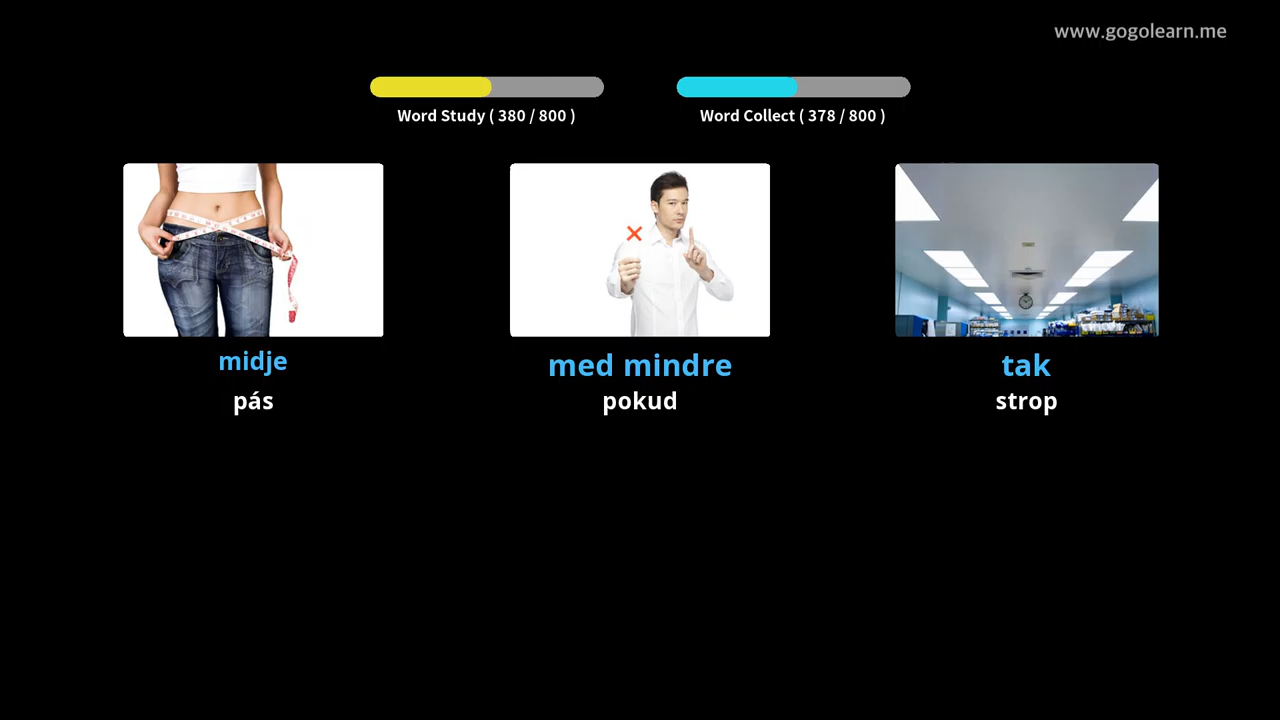 www.gogolearn.me
Word Study ( 380 / 800 )
Word Collect ( 378 / 800 )
midje
pás
med mindre
pokud
tak
strop